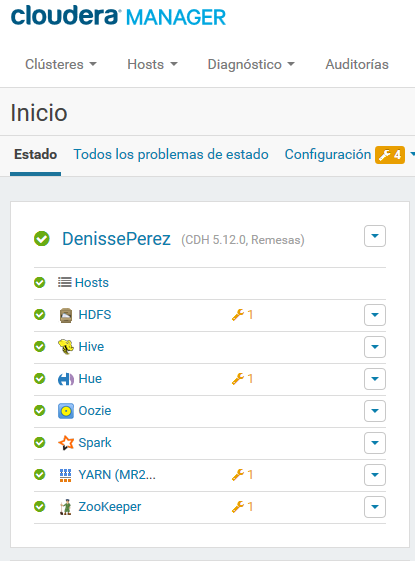 cloudera MANAGER
Clústeres Hosts Diagnóstico Auditorías
Inicio
Estado Todos los problemas de estado Configuración 4
DenissePerez (CDH 5.12.0, Remesas)
Hosts
HDFS 1
Hive
Hue 1
Oozie
Spark
YARN (MR2... 1
ZooKeeper 1